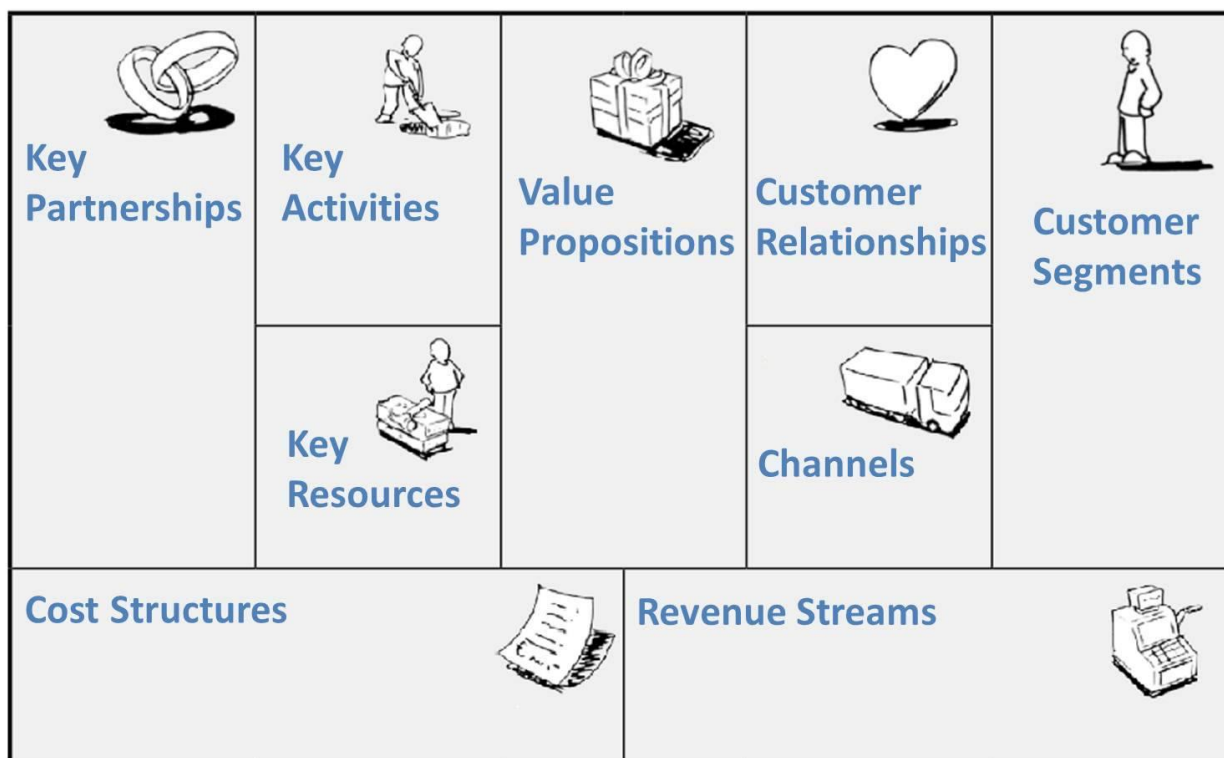 Key
Partnerships
Key
Activities
Key
Resources
Value
Propositions
Customer
Relationships
Channels
Customer
Segments
Cost Structures
Revenue Streams